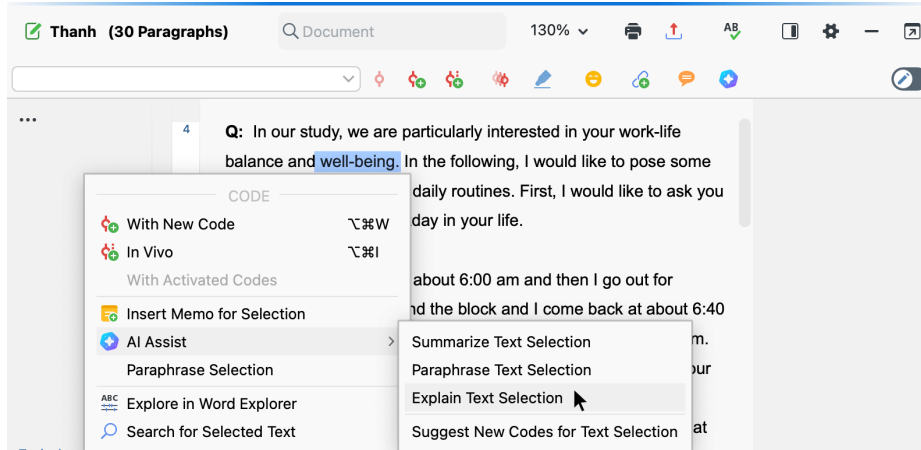 Thanh (30 Paragraphs)
Document
130%
AB
4
Q: In our study, we are particularly interested in your work-life
balance and well-being. In the following, I would like to pose some
daily routines. First, I would like to ask you
day in your life.
about 6:00 am and then I go out for
nd the block and I come back at about 6:40
m.
our
at
CODE
With New Code ⌥⌘W
In Vivo ⌥⌘I
With Activated Codes
Insert Memo for Selection
AI Assist
Paraphrase Selection
ABC
Explore in Word Explorer
Search for Selected Text
Summarize Text Selection
Paraphrase Text Selection
Explain Text Selection
Suggest New Codes for Text Selection